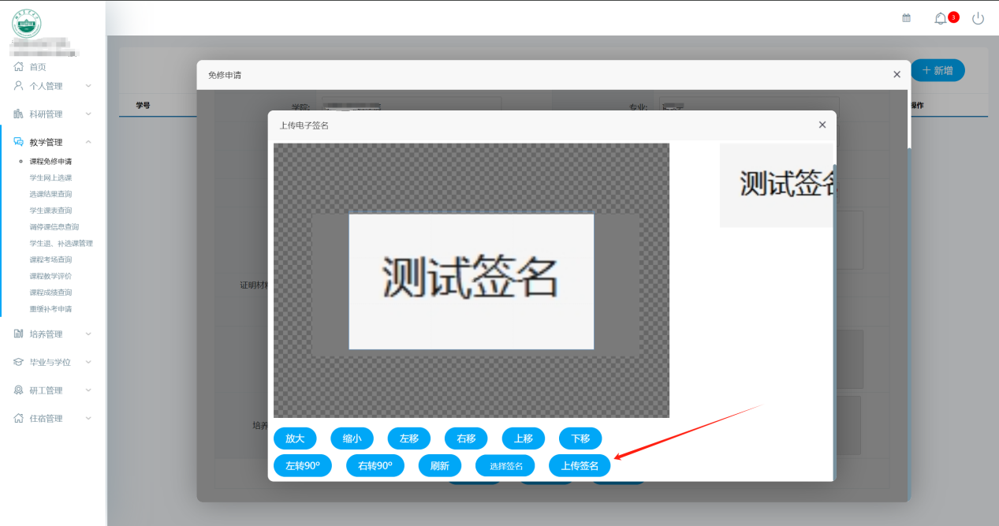 3
首页
个人管理
科研管理
教学管理
课程免修申请
学生网上选课
选课结果查询
学生课表查询
调停课信息查询
学生退、补选课管理
课程考场查询
课程教学评价
课程成绩查询
重缓补考申请
培养管理
毕业与学位
研工管理
住宿管理
+ 新增
学号
操作
免修申请
学院:
专业:
证明材料
培养
上传电子签名
测试签名
测试签名
放大 缩小 左移 右移 上移 下移
左转90° 右转90° 刷新 选择签名 上传签名